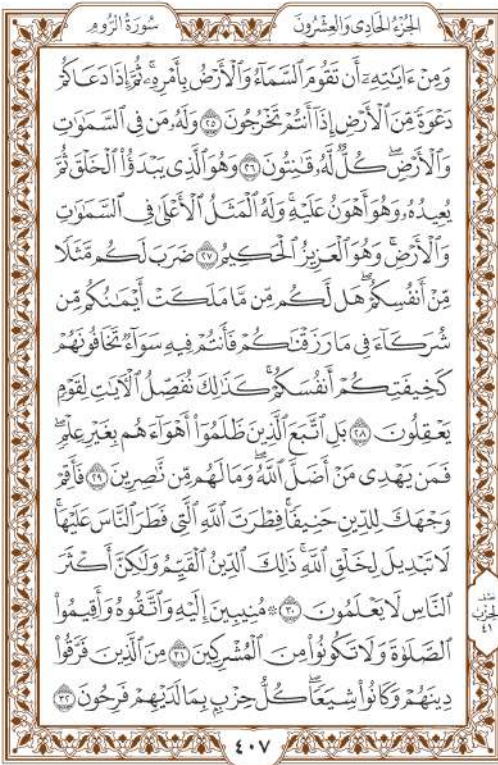 الجُزْءُ الحَادِى وَالعِشْرُونَ
سُورَةُ الرُّومِ
وَمِنْ ءَايَٰتِهِۦٓ أَن تَقُومَ ٱلسَّمَآءُ وَٱلْأَرْضُ بِأَمْرِهِۦۚ ثُمَّ إِذَا دَعَاكُمْ
دَعْوَةً مِّنَ ٱلْأَرْضِ إِذَآ أَنتُمْ تَخْرُجُونَ ٢٥ وَلَهُۥ مَن فِى ٱلسَّمَٰوَٰتِ
وَٱلْأَرْضِۖ كُلٌّ لَّهُۥ قَٰنِتُونَ ٢٦ وَهُوَ ٱلَّذِى يَبْدَؤُا۟ ٱلْخَلْقَ ثُمَّ
يُعِيدُهُۥ وَهُوَ أَهْوَنُ عَلَيْهِۚ وَلَهُ ٱلْمَثَلُ ٱلْأَعْلَىٰ فِى ٱلسَّمَٰوَٰتِ
وَٱلْأَرْضِۚ وَهُوَ ٱلْعَزِيزُ ٱلْحَكِيمُ ٢٧ ضَرَبَ لَكُم مَّثَلًا
مِّنْ أَنفُسِكُمْۖ هَل لَّكُم مِّن مَّا مَلَكَتْ أَيْمَٰنُكُم مِّن
شُرَكَآءَ فِى مَا رَزَقْنَٰكُمْ فَأَنتُمْ فِيهِ سَوَآءٌ تَخَافُونَهُمْ
كَخِيفَتِكُمْ أَنفُسَكُمْۚ كَذَٰلِكَ نُفَصِّلُ ٱلْءَايَٰتِ لِقَوْمٍ
يَعْقِلُونَ ٢٨ بَلِ ٱتَّبَعَ ٱلَّذِينَ ظَلَمُوٓا۟ أَهْوَآءَهُم بِغَيْرِ عِلْمٍۖ
فَمَن يَهْدِى مَنْ أَضَلَّ ٱللَّهُۖ وَمَا لَهُم مِّن نَّٰصِرِينَ ٢٩ فَأَقِمْ
وَجْهَكَ لِلدِّينِ حَنِيفًاۚ فِطْرَتَ ٱللَّهِ ٱلَّتِى فَطَرَ ٱلنَّاسَ عَلَيْهَاۚ
لَا تَبْدِيلَ لِخَلْقِ ٱللَّهِۚ ذَٰلِكَ ٱلدِّينُ ٱلْقَيِّمُ وَلَٰكِنَّ أَكْثَرَ
ٱلنَّاسِ لَا يَعْلَمُونَ ٣٠ ۞ مُنِيبِينَ إِلَيْهِ وَٱتَّقُوهُ وَأَقِيمُوا۟
ٱلصَّلَوٰةَ وَلَا تَكُونُوا۟ مِنَ ٱلْمُشْرِكِينَ ٣١ مِنَ ٱلَّذِينَ فَرَّقُوا۟
دِينَهُمْ وَكَانُوا۟ شِيَعًاۖ كُلُّ حِزْبٍۭ بِمَا لَدَيْهِمْ فَرِحُونَ ٣٢
نصف
الحزب
٤١
٤٠٧